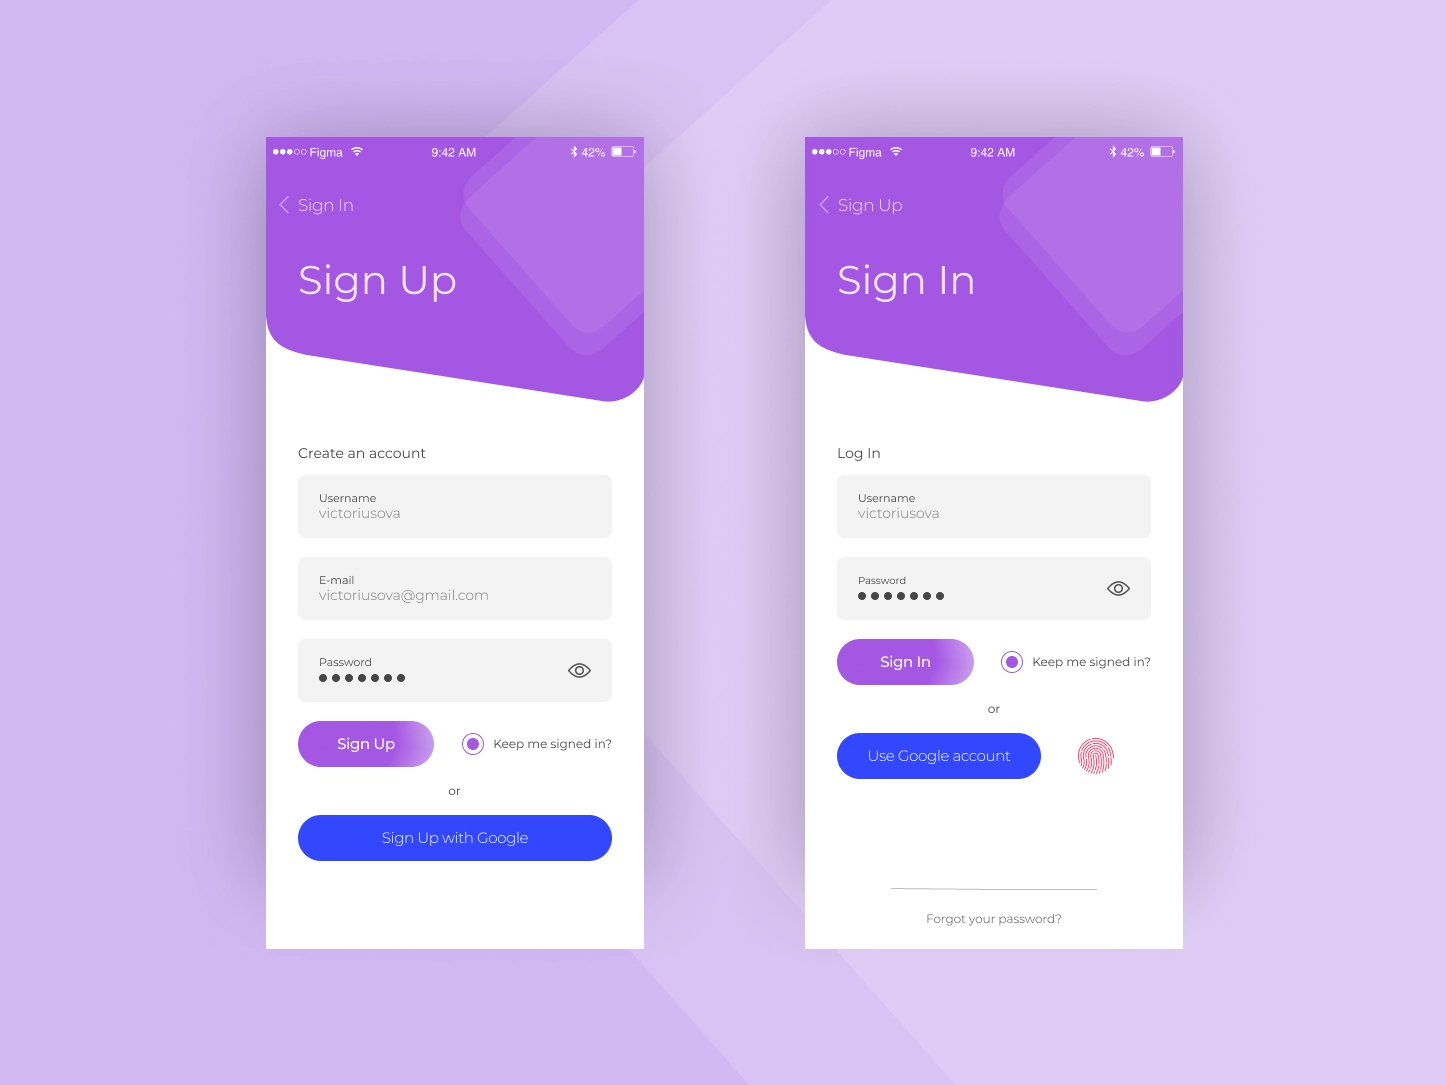 Figma
9:42 AM
42%
Sign In
Sign Up
Create an account
Username
victoriusova
E-mail
victoriusova@gmail.com
Password
Sign Up
Keep me signed in?
or
Sign Up with Google
Figma
9:42 AM
42%
Sign Up
Sign In
Log In
Username
victoriusova
Password
Sign In
Keep me signed in?
or
Use Google account
Forgot your password?